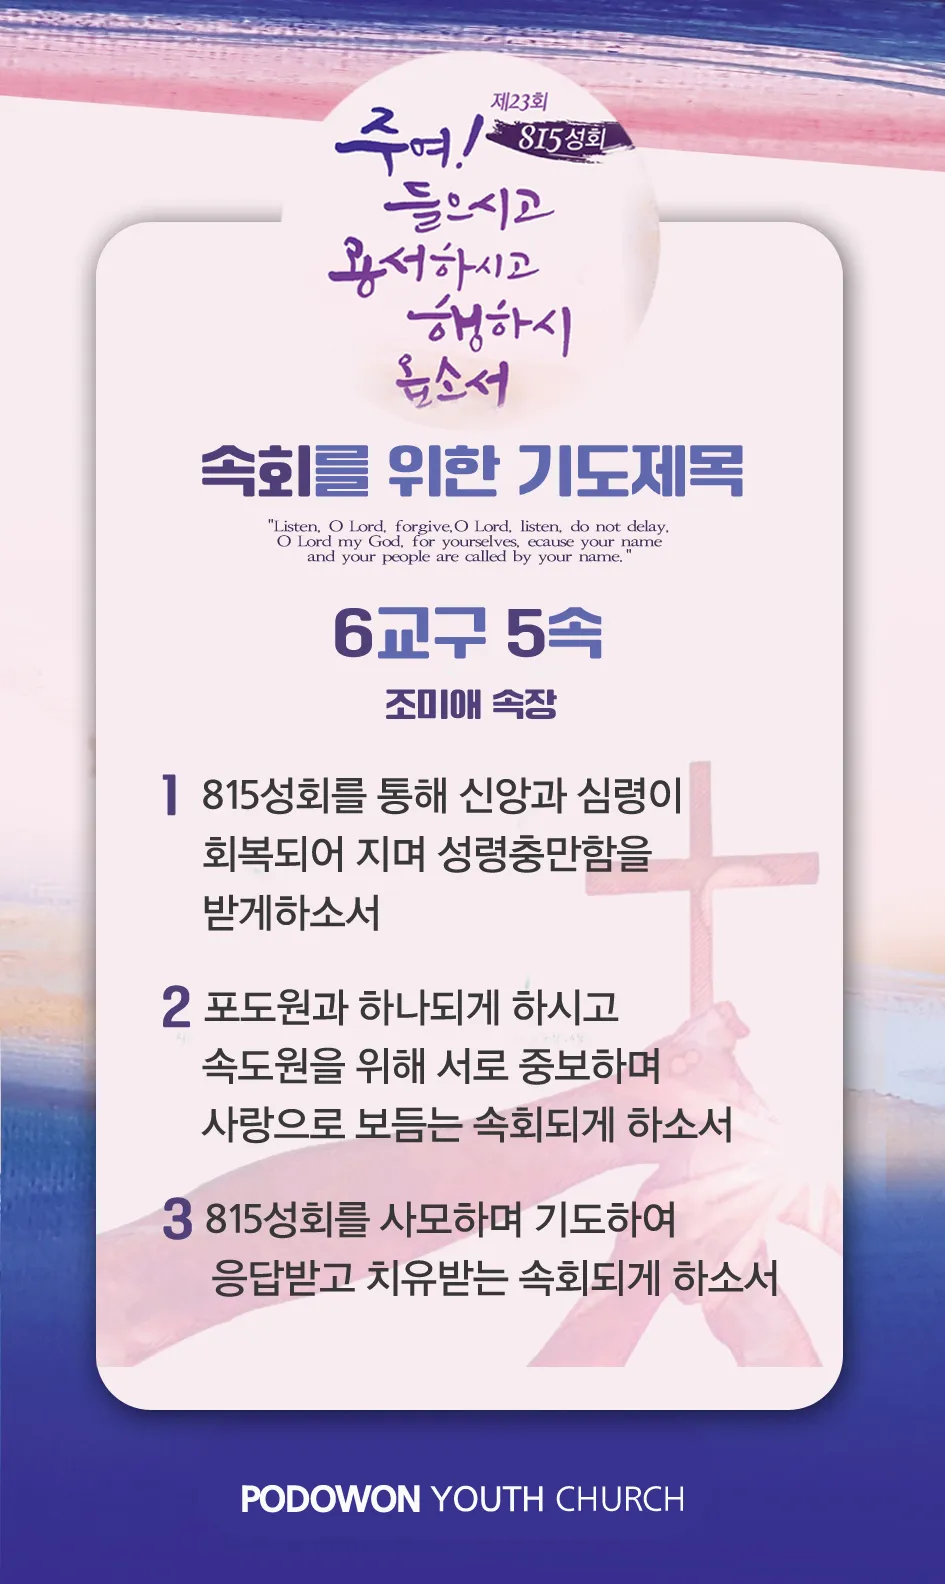 제23회
815성회
주여!
들으시고
용서하시고
행하시
옵소서
속회를 위한 기도제목
"Listen, O Lord, forgive,O Lord, listen, do not delay,
O Lord my God, for yourselves, ecause your name
and your people are called by your name."
6교구 5속
조미애 속장
1 815성회를 통해 신앙과 심령이
회복되어 지며 성령충만함을
받게하소서
2 포도원과 하나되게 하시고
속도원을 위해 서로 중보하며
사랑으로 보듬는 속회되게 하소서
3 815성회를 사모하며 기도하여
응답받고 치유받는 속회되게 하소서
PODOWON YOUTH CHURCH